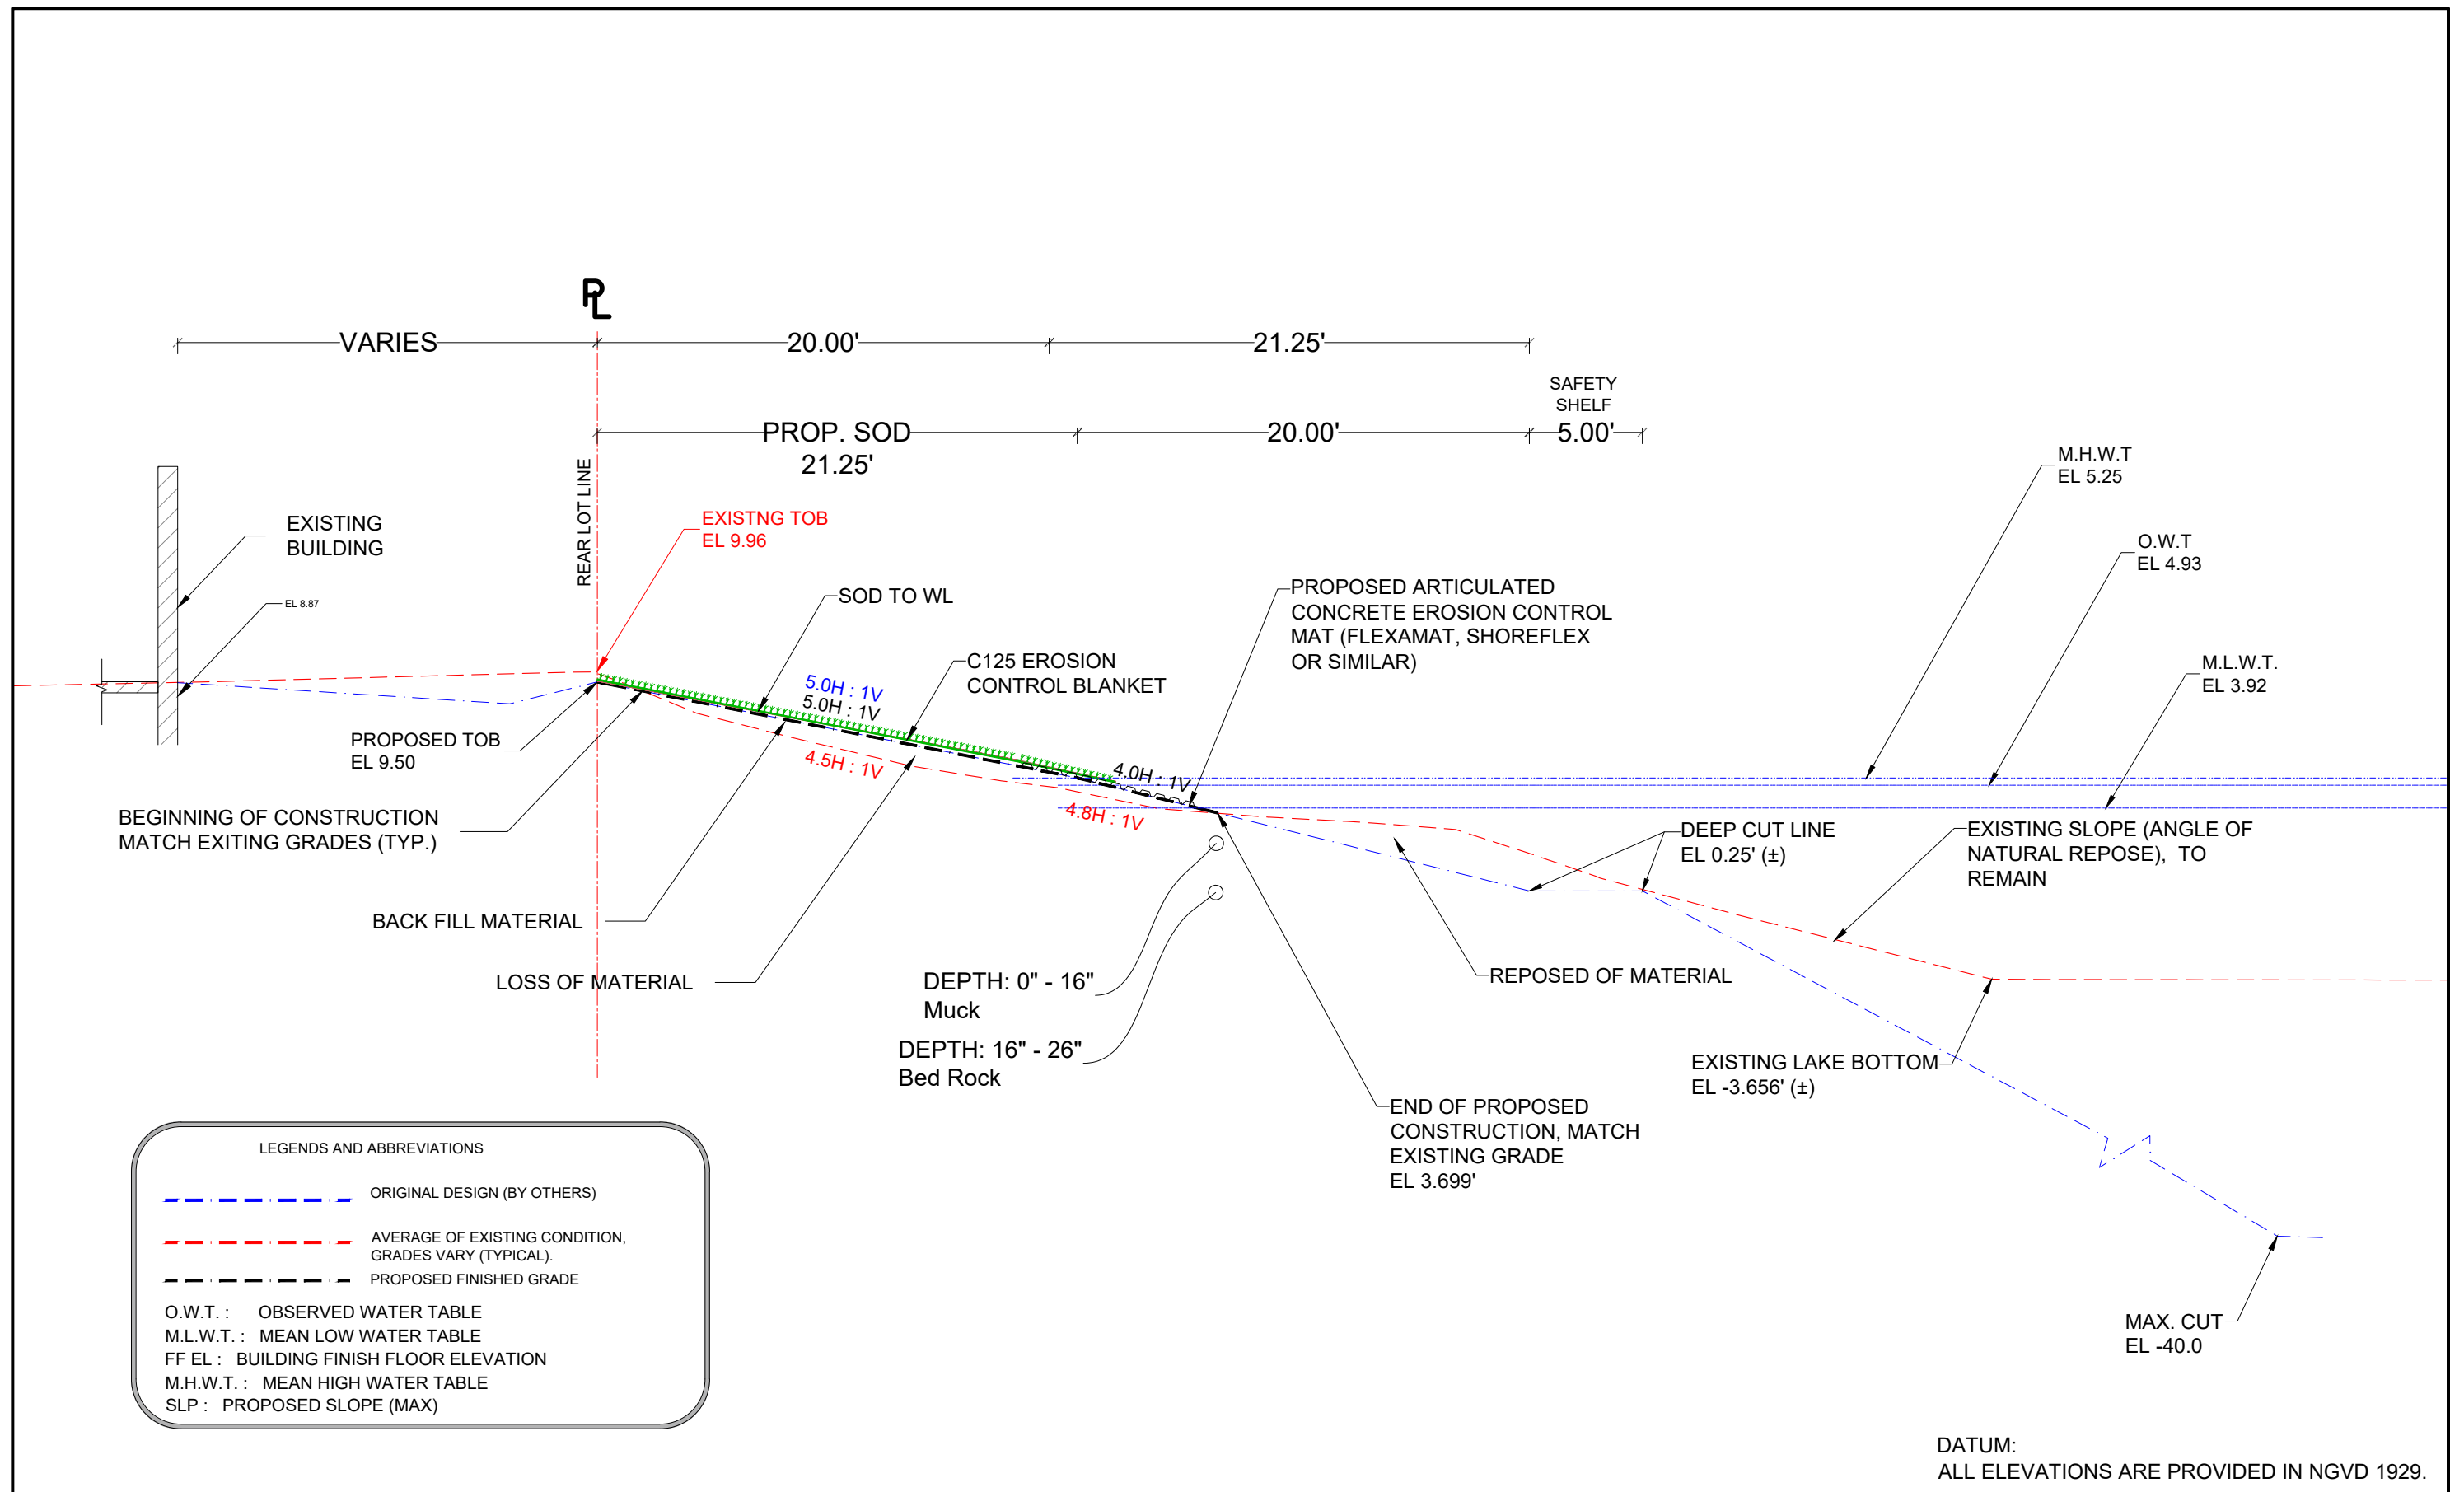 PL
VARIES
20.00'
21.25'
SAFETY
SHELF
PROP. SOD
21.25'
20.00'
5.00'
REAR LOT LINE
M.H.W.T
EL 5.25
O.W.T
EL 4.93
M.L.W.T.
EL 3.92
EXISTING
BUILDING
EXISTNG TOB
EL 9.96
EL 8.87
SOD TO WL
PROPOSED ARTICULATED
CONCRETE EROSION CONTROL
MAT (FLEXAMAT, SHOREFLEX
OR SIMILAR)
C125 EROSION
CONTROL BLANKET
5.0H : 1V
5.0H : 1V
4.5H : 1V
4.0H : 1V
4.8H : 1V
PROPOSED TOB
EL 9.50
BEGINNING OF CONSTRUCTION
MATCH EXITING GRADES (TYP.)
DEEP CUT LINE
EL 0.25' (±)
EXISTING SLOPE (ANGLE OF
NATURAL REPOSE), TO
REMAIN
BACK FILL MATERIAL
LOSS OF MATERIAL
DEPTH: 0" - 16"
Muck
REPOSED OF MATERIAL
DEPTH: 16" - 26"
Bed Rock
EXISTING LAKE BOTTOM
EL -3.656' (±)
END OF PROPOSED
CONSTRUCTION, MATCH
EXISTING GRADE
EL 3.699'
LEGENDS AND ABBREVIATIONS
ORIGINAL DESIGN (BY OTHERS)
AVERAGE OF EXISTING CONDITION,
GRADES VARY (TYPICAL).
PROPOSED FINISHED GRADE
O.W.T. : OBSERVED WATER TABLE
M.L.W.T. : MEAN LOW WATER TABLE
FF EL : BUILDING FINISH FLOOR ELEVATION
M.H.W.T. : MEAN HIGH WATER TABLE
SLP : PROPOSED SLOPE (MAX)
MAX. CUT
EL -40.0
DATUM:
ALL ELEVATIONS ARE PROVIDED IN NGVD 1929.